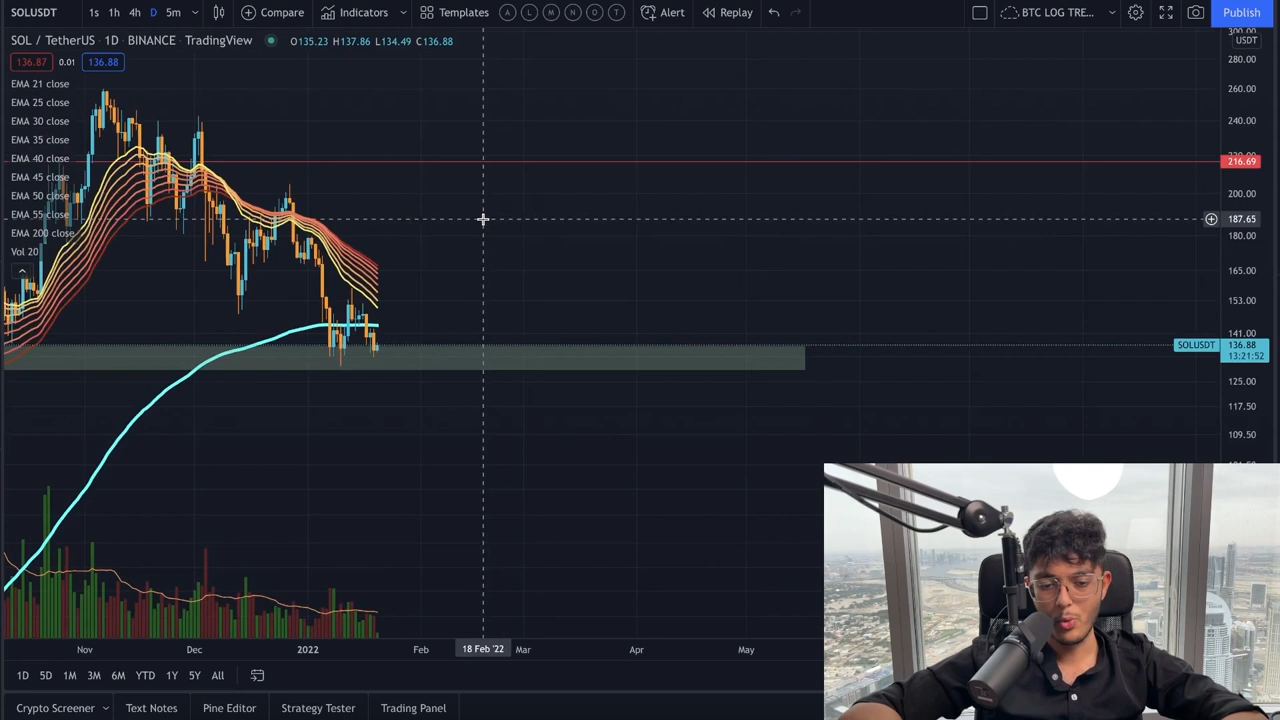 SOLUSDT 1s 1h 4h D 5m Compare Indicators Templates A L M N O T Alert Replay BTC LOG TRE... Publish
SOL / TetherUS · 1D · BINANCE · TradingView O135.23 H137.86 L134.49 C136.88
136.87 0.01 136.88
EMA 21 close
EMA 25 close
EMA 30 close
EMA 35 close
EMA 40 close
EMA 45 close
EMA 50 close
EMA 55 close
EMA 200 close
Vol 20
300.00
USDT
280.00
260.00
240.00
220.00
216.69
200.00
187.65
180.00
165.00
153.00
141.00
SOLUSDT 136.88
13:21:52
125.00
117.50
109.50
Nov Dec 2022 Feb 18 Feb '22 Mar Apr May
1D 5D 1M 3M 6M YTD 1Y 5Y All
Crypto Screener Text Notes Pine Editor Strategy Tester Trading Panel